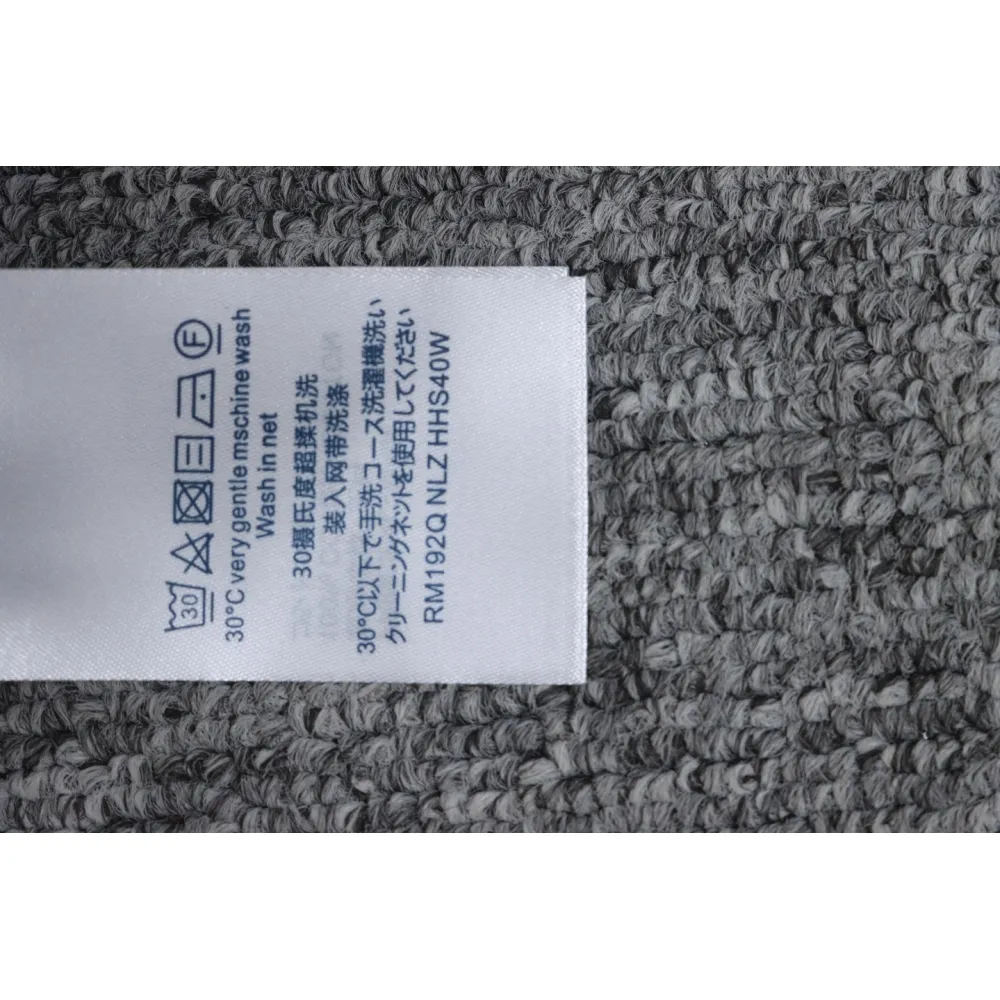 30 F
30°C very gentle mschine wash
Wash in net
30摄氏度超揉机洗
装入网带洗涤
30°C以下で手洗コース洗濯機洗い
クリーニングネットを使用してください
RM192Q NLZ HHS40W